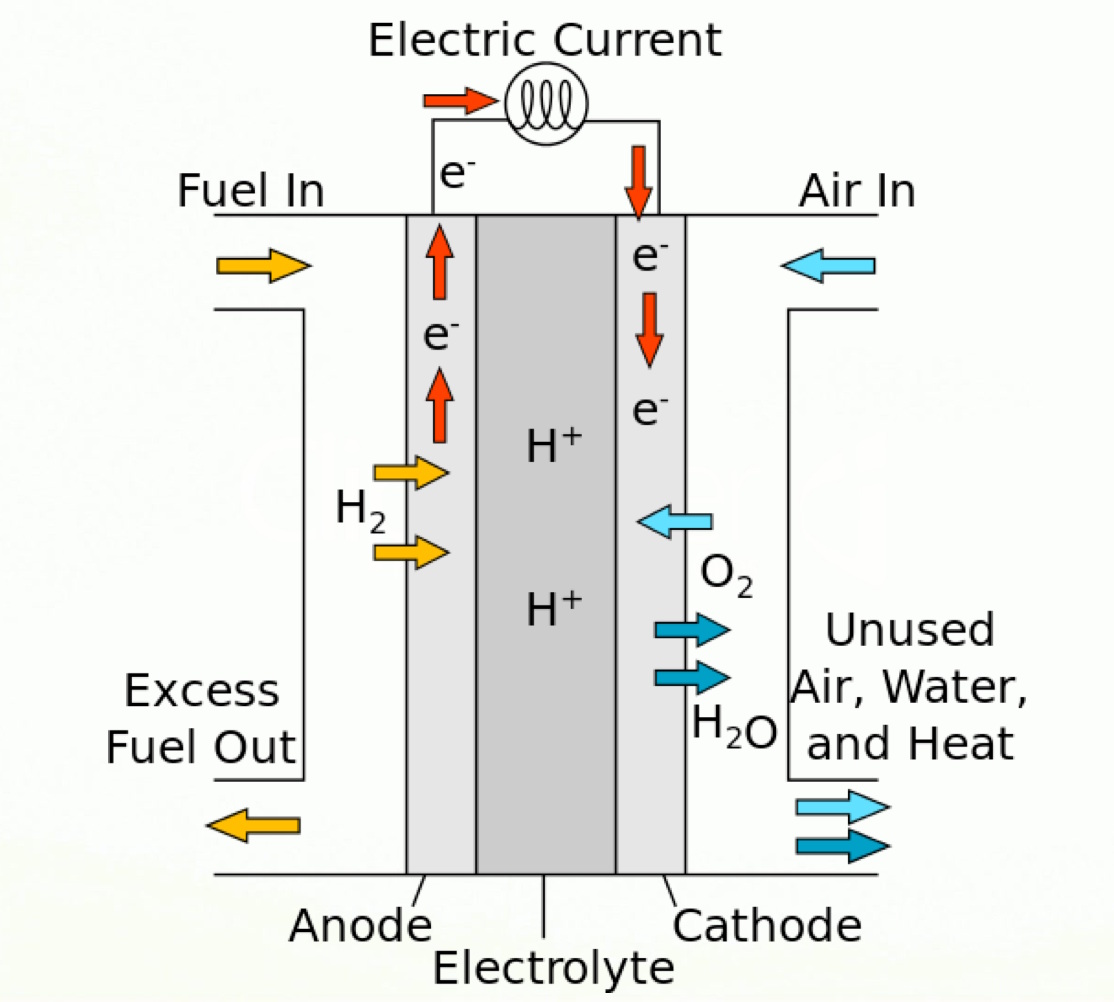 Electric Current
e⁻
Fuel In
Air In
e⁻
e⁻
e⁻
H⁺
H₂
O₂
H⁺
Unused
Air, Water,
and Heat
Excess
Fuel Out
H₂O
Anode
Cathode
Electrolyte